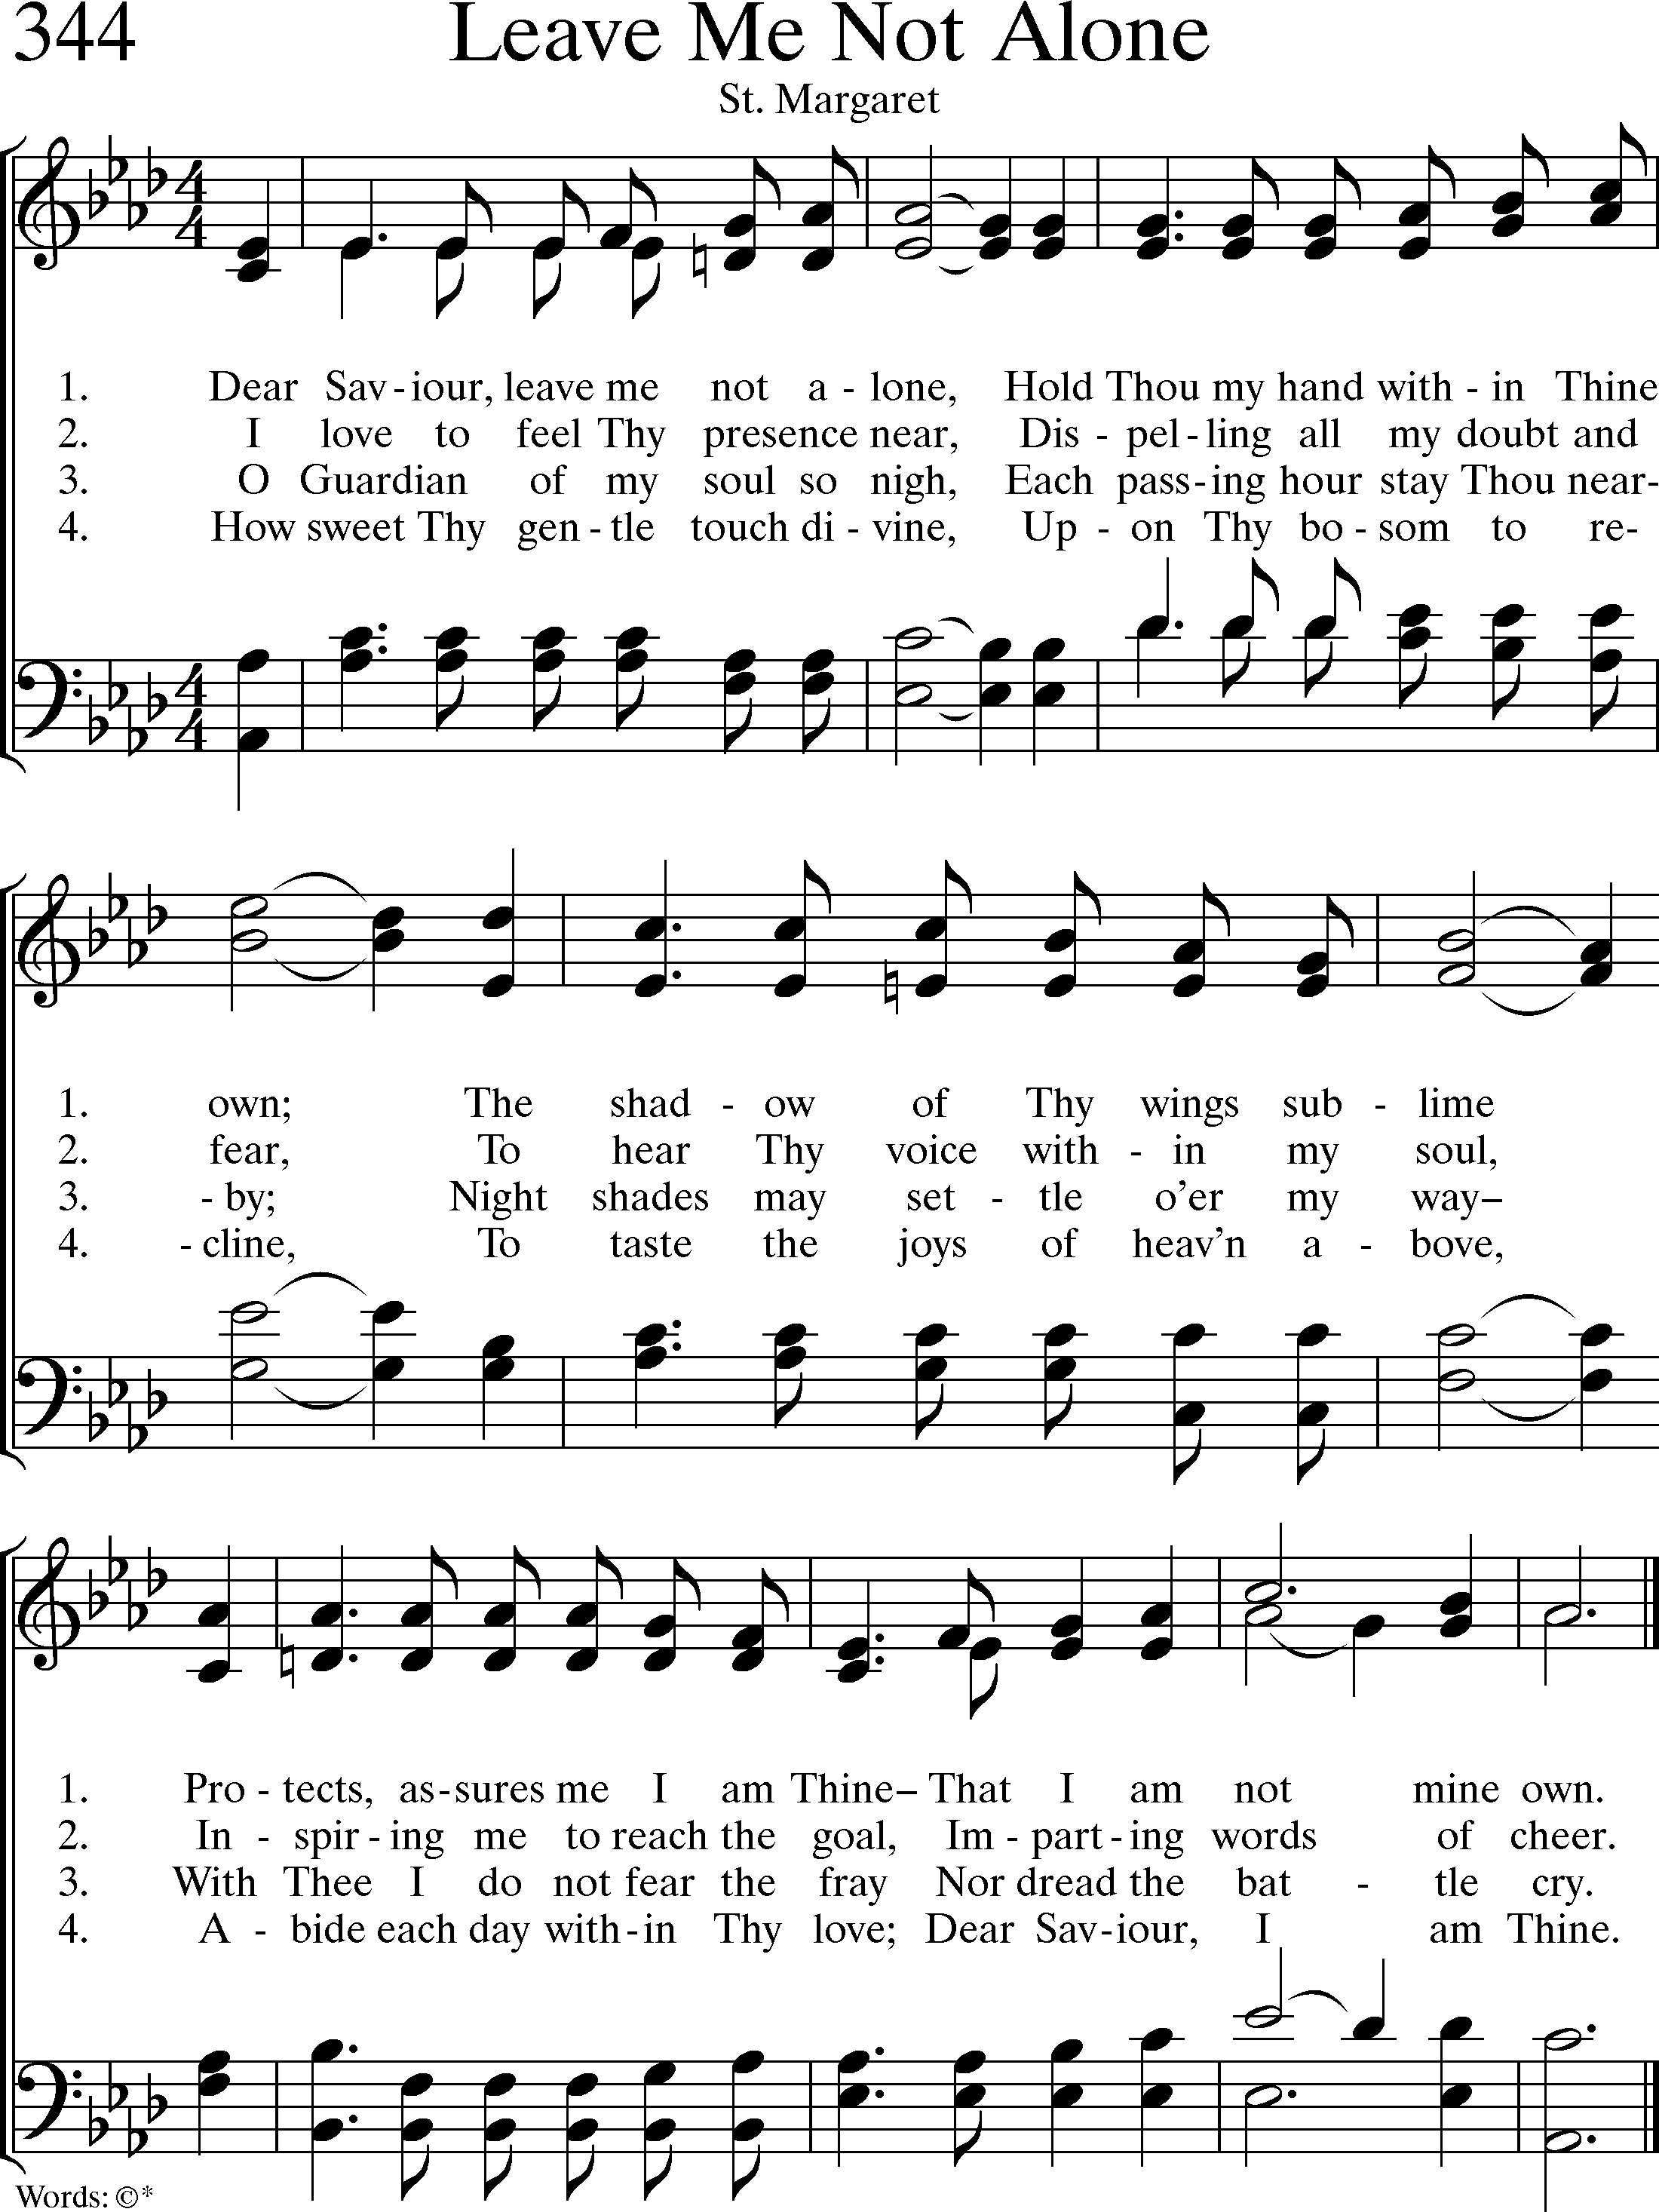 344 Leave Me Not Alone
St. Margaret
1. Dear Sav - iour, leave me not a - lone, Hold Thou my hand with - in Thine
2. I love to feel Thy presence near, Dis - pel - ling all my doubt and
3. O Guardian of my soul so nigh, Each pass - ing hour stay Thou near-
4. How sweet Thy gen - tle touch di - vine, Up - on Thy bo - som to re-
1. own; The shad - ow of Thy wings sub - lime
2. fear, To hear Thy voice with - in my soul,
3. - by; Night shades may set - tle o'er my way–
4. - cline, To taste the joys of heav'n a - bove,
1. Pro - tects, as - sures me I am Thine– That I am not mine own.
2. In - spir - ing me to reach the goal, Im - part - ing words of cheer.
3. With Thee I do not fear the fray Nor dread the bat - tle cry.
4. A - bide each day with - in Thy love; Dear Sav - iour, I am Thine.
Words: ©*